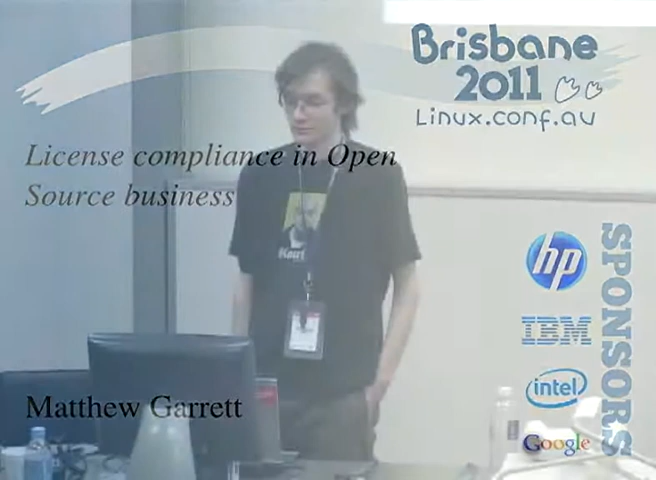 Brisbane
2011
Linux.conf.au
License compliance in Open
Source business
hp
IBM
intel
Google
SPONSORS
Matthew Garrett